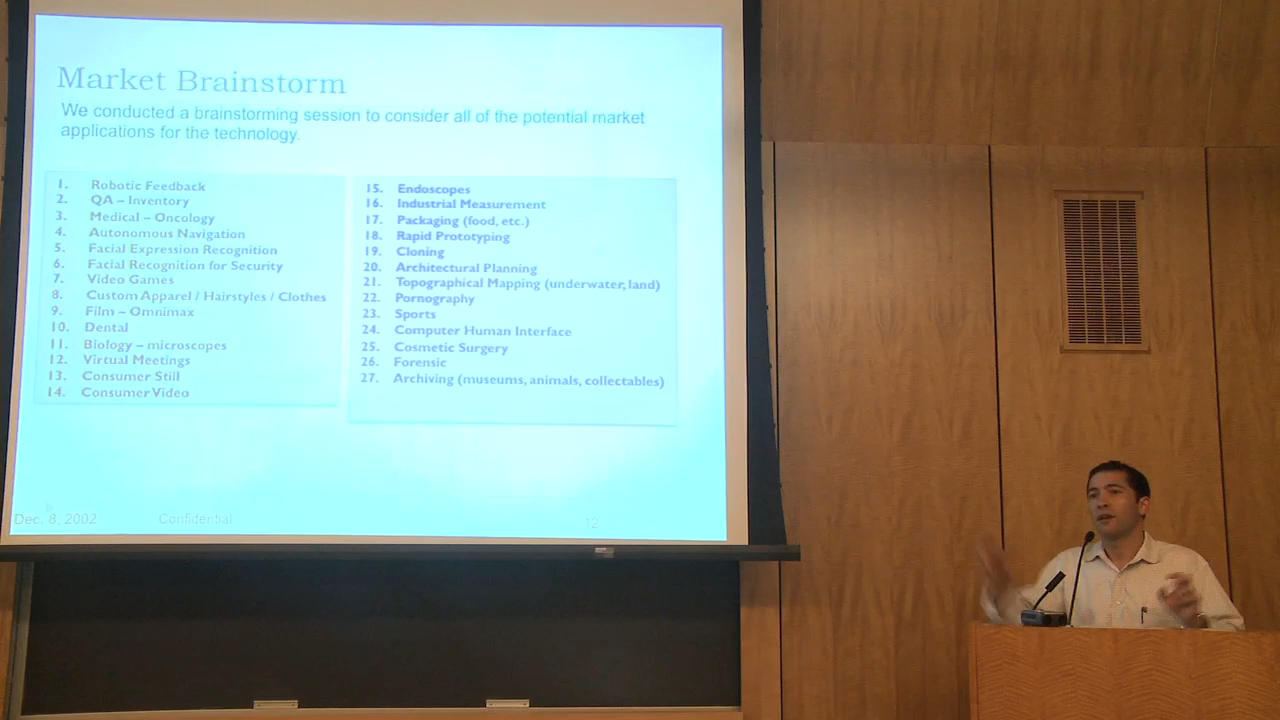 Market Brainstorm
We conducted a brainstorming session to consider all of the potential market
applications for the technology.
1. Robotic Feedback
2. QA – Inventory
3. Medical – Oncology
4. Autonomous Navigation
5. Facial Expression Recognition
6. Facial Recognition for Security
7. Video Games
8. Custom Apparel / Hairstyles / Clothes
9. Film – Omnimax
10. Dental
11. Biology – microscopes
12. Virtual Meetings
13. Consumer Still
14. Consumer Video
15. Endoscopes
16. Industrial Measurement
17. Packaging (food, etc.)
18. Rapid Prototyping
19. Cloning
20. Architectural Planning
21. Topographical Mapping (underwater, land)
22. Pornography
23. Sports
24. Computer Human Interface
25. Cosmetic Surgery
26. Forensic
27. Archiving (museums, animals, collectables)
Dec. 8, 2002 Confidential 12